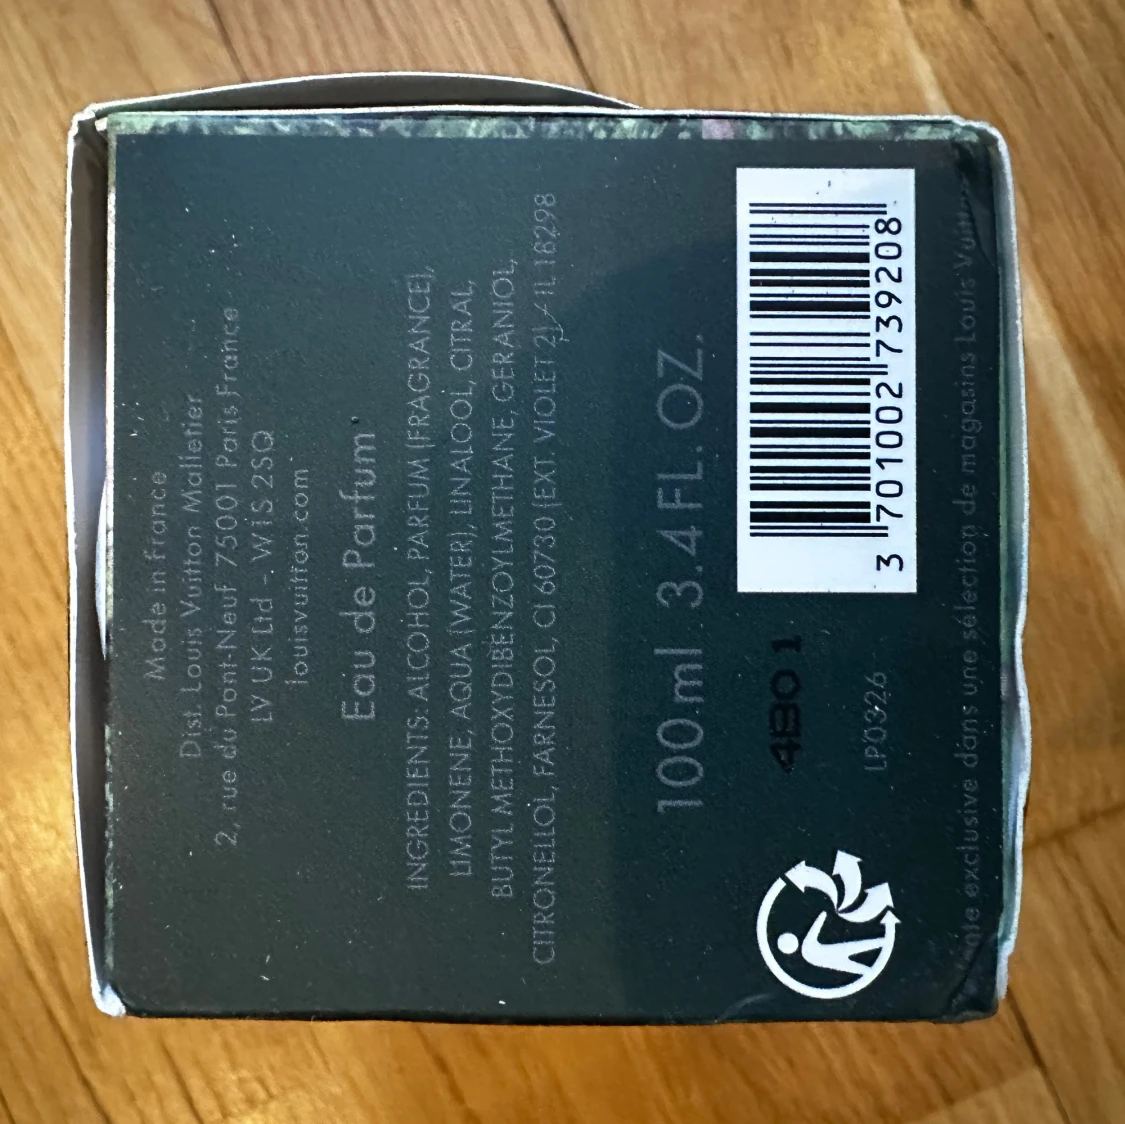 Made in France
Dist. Louis Vuitton Malletier
2, rue du Pont-Neuf 75001 Paris France
LV UK Ltd - W1S 2SQ
louisvuitton.com
Eau de Parfum
INGREDIENTS: ALCOHOL, PARFUM (FRAGRANCE),
LIMONENE, AQUA (WATER), LINALOOL, CITRAL,
BUTYL METHOXYDIBENZOYLMETHANE, GERANIOL,
CITRONELLOL, FARNESOL, CI 60730 (EXT. VIOLET 2) IL18298
100 ml 3.4 FL. OZ.
3 701002 739208
4B01
LP0326
exclusive dans une sélection de magasins Louis Vuitton